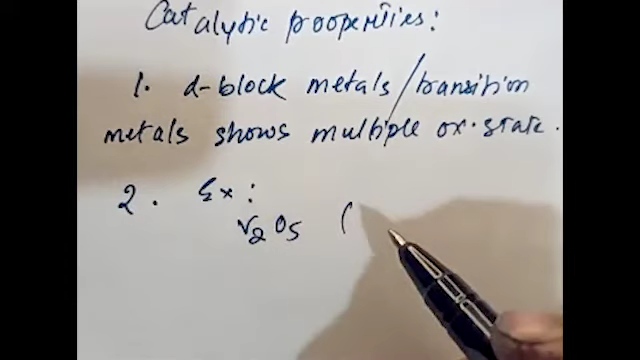 Catalytic properties:
1. d-block metals/transition
metals shows multiple ox.state.
2. Ex:
V2O5 (